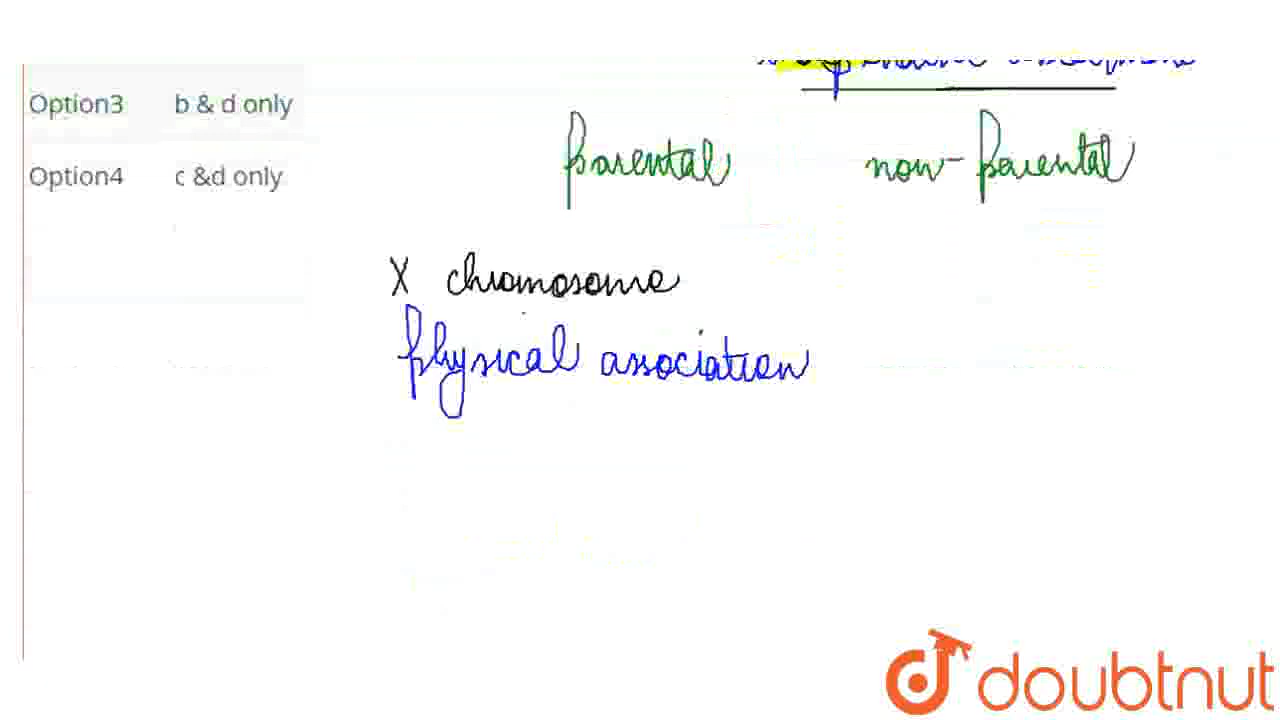 Option3 b & d only
parental non-parental
Option4 c &d only
X chromosome
physical association
doubtnut